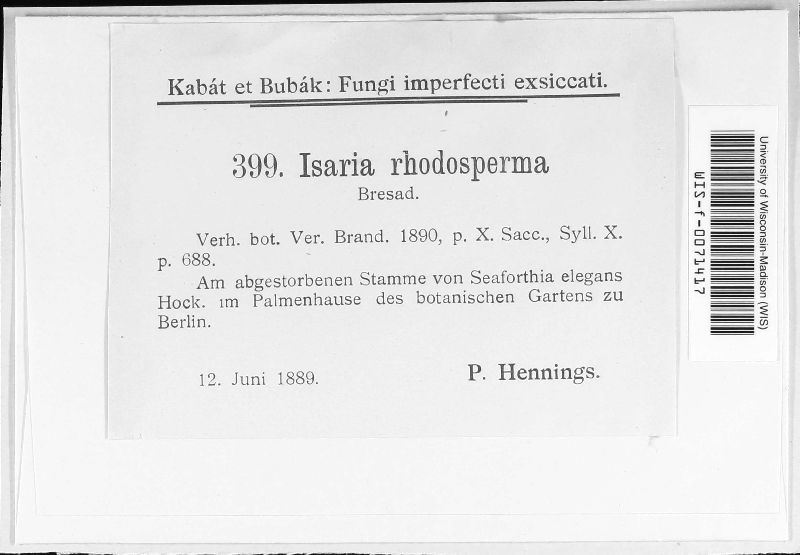 Kabát et Bubák: Fungi imperfecti exsiccati.
399. Isaria rhodosperma
Bresad.
Verh. bot. Ver. Brand. 1890, p. X. Sacc., Syll. X.
p. 688.
Am abgestorbenen Stamme von Seaforthia elegans
Hock. im Palmenhause des botanischen Gartens zu
Berlin.
12. Juni 1889.
P. Hennings.
University of Wisconsin-Madison (WIS)
WIS-f-0071417